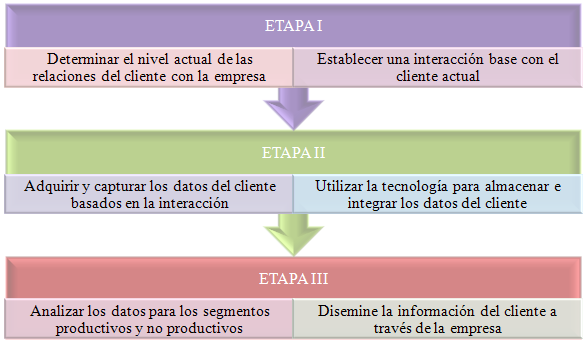 ETAPA I
Determinar el nivel actual de las
relaciones del cliente con la empresa
Establecer una interacción base con el
cliente actual
ETAPA II
Adquirir y capturar los datos del cliente
basados en la interacción
Utilizar la tecnología para almacenar e
integrar los datos del cliente
ETAPA III
Analizar los datos para los segmentos
productivos y no productivos
Disemine la información del cliente a
través de la empresa